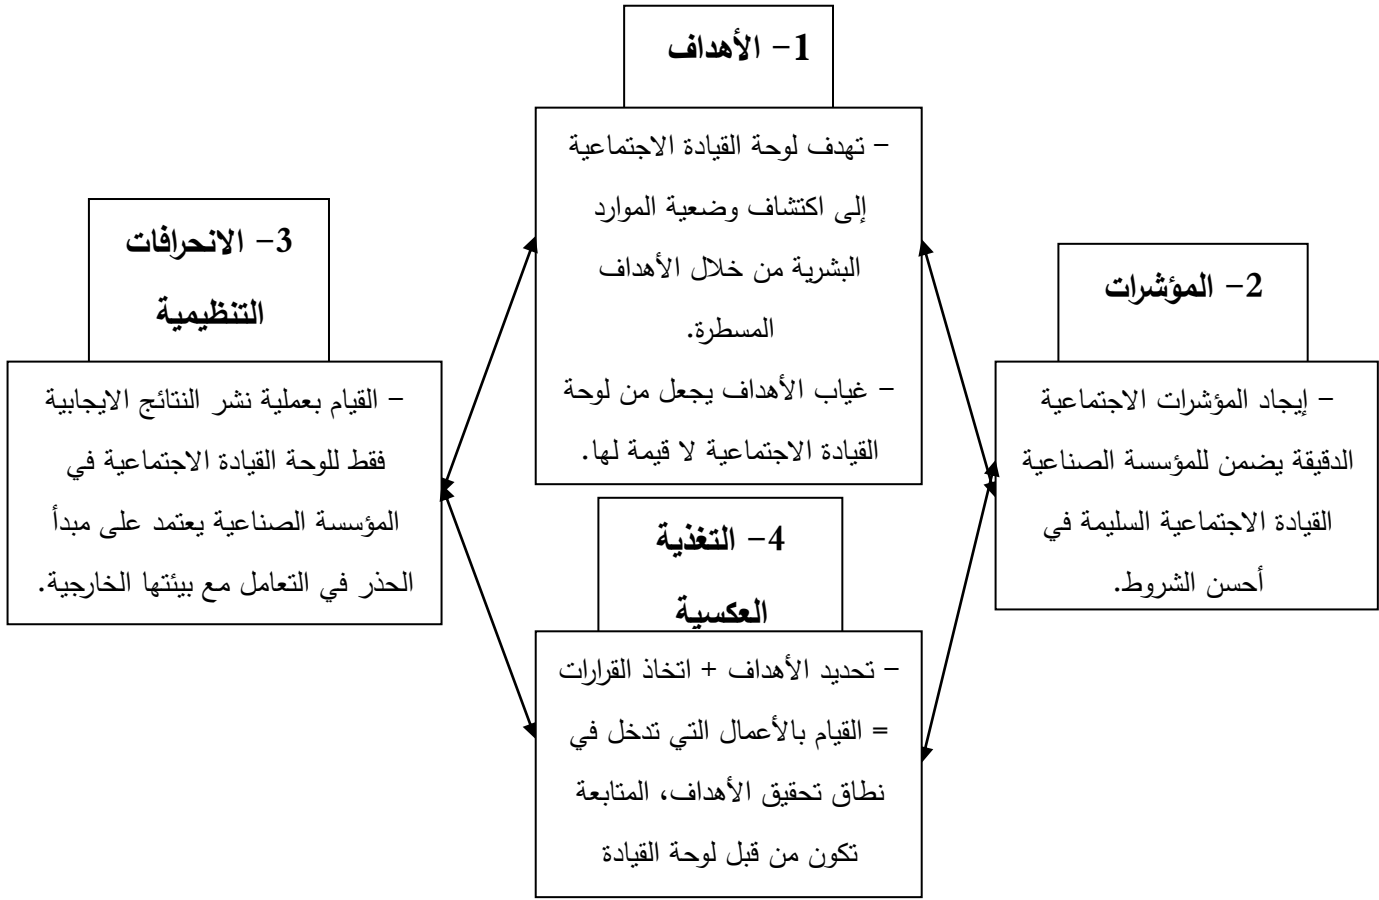 1- الأهداف
- تهدف لوحة القيادة الاجتماعية
إلى اكتشاف وضعية الموارد
البشرية من خلال الأهداف
المسطرة.
- غياب الأهداف يجعل من لوحة
القيادة الاجتماعية لا قيمة لها.
2- المؤشرات
- إيجاد المؤشرات الاجتماعية
الدقيقة يضمن للمؤسسة الصناعية
القيادة الاجتماعية السليمة في
أحسن الشروط.
3- الانحرافات
التنظيمية
- القيام بعملية نشر النتائج الايجابية
فقط للوحة القيادة الاجتماعية في
المؤسسة الصناعية يعتمد على مبدأ
الحذر في التعامل مع بيئتها الخارجية.
4- التغذية
العكسية
- تحديد الأهداف + اتخاذ القرارات
= القيام بالأعمال التي تدخل في
نطاق تحقيق الأهداف، المتابعة
تكون من قبل لوحة القيادة